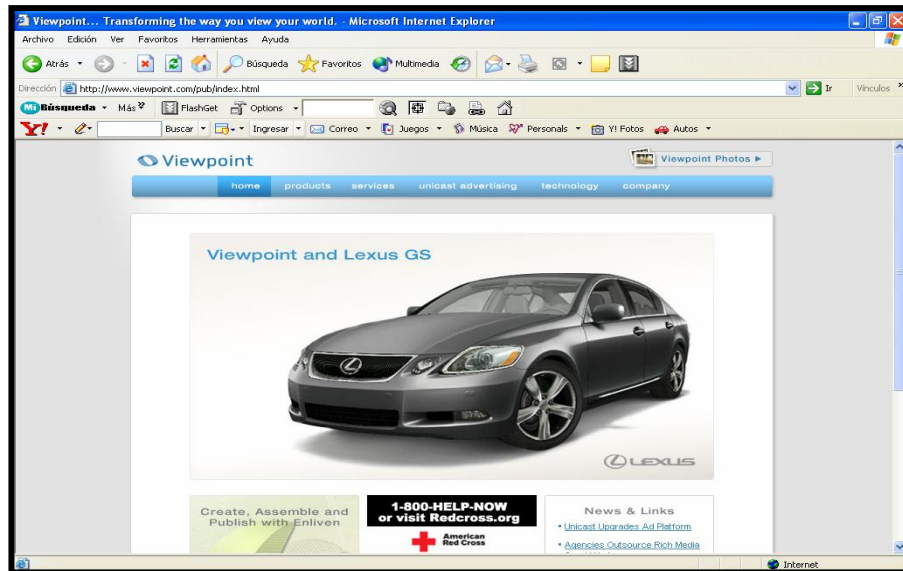 Viewpoint... Transforming the way you view your world. - Microsoft Internet Explorer
Archivo Edición Ver Favoritos Herramientas Ayuda
Atrás Búsqueda Favoritos Multimedia
Dirección http://www.viewpoint.com/pub/index.html Ir Vínculos »
Mi Búsqueda Más FlashGet Options
Y! Buscar Ingresar Correo Juegos Música Personals Y! Fotos Autos
Viewpoint
Viewpoint Photos
home products services unicast advertising technology company
Viewpoint and Lexus GS
LEXUS
Create, Assemble and
Publish with Enliven
1-800-HELP-NOW
or visit Redcross.org
American
Red Cross
News & Links
• Unicast Upgrades Ad Platform
• Agencies Outsource Rich Media
Internet